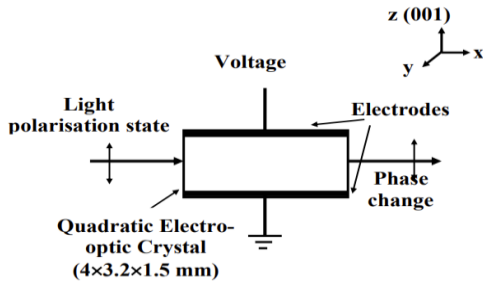 z (001)
x
y
Voltage
Light
polarisation state
Electrodes
Phase
change
Quadratic Electro-
optic Crystal
(4×3.2×1.5 mm)